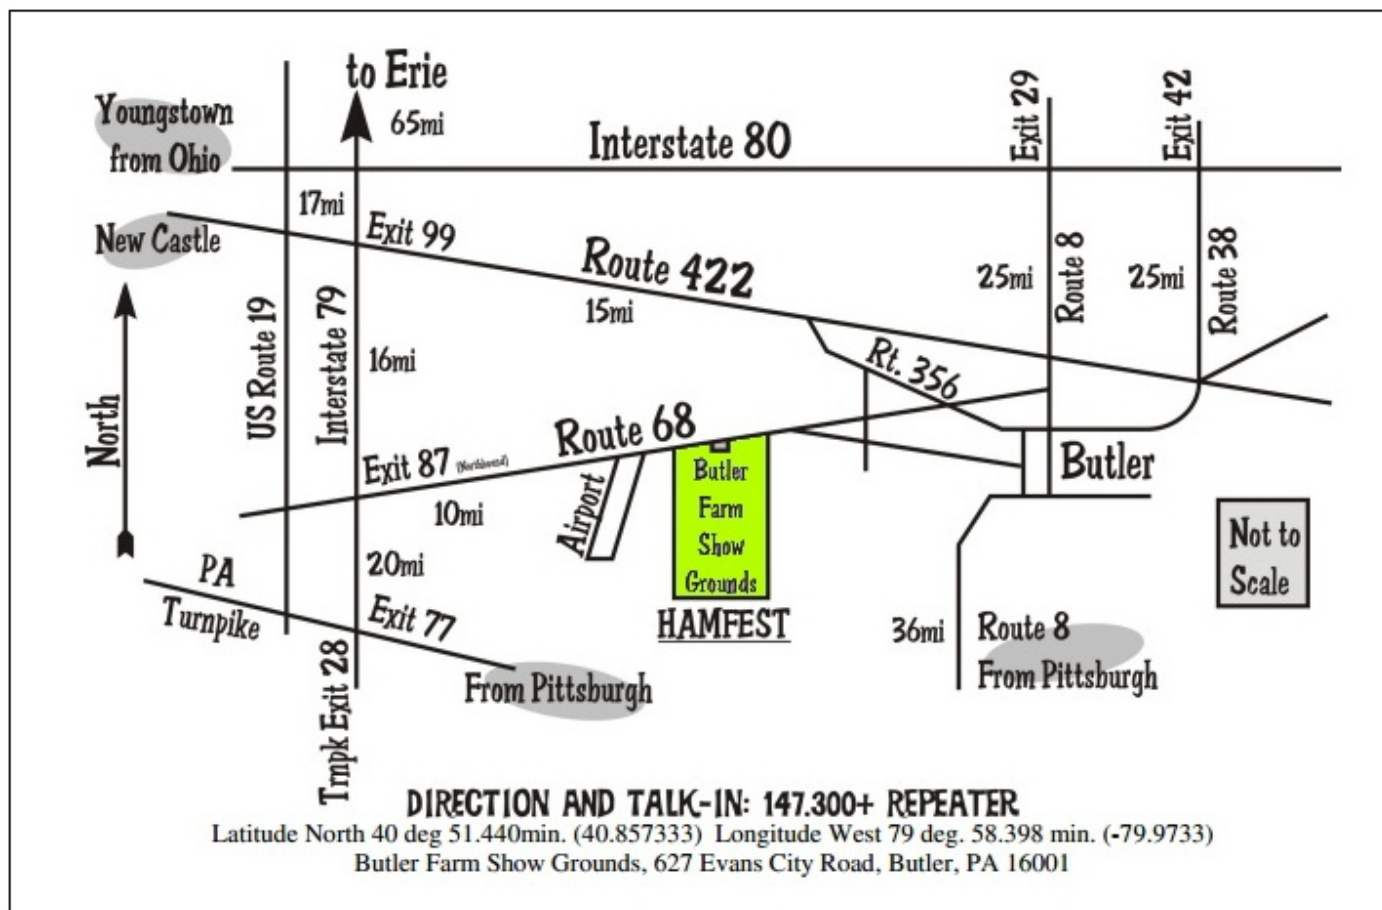 to Erie
65mi
Youngstown
from Ohio
Interstate 80
Exit 29
Exit 42
17mi
New Castle
Exit 99
Route 422
15mi
25mi
Route 8
25mi
Route 38
North
US Route 19
Interstate 79
16mi
Rt. 356
Route 68
Exit 87 (Northbound)
10mi
Airport
Butler
Farm
Show
Grounds
HAMFEST
Butler
Not to
Scale
PA
Turnpike
20mi
Exit 77
Trnpk Exit 28
From Pittsburgh
36mi
Route 8
From Pittsburgh
DIRECTION AND TALK-IN: 147.300+ REPEATER
Latitude North 40 deg 51.440min. (40.857333) Longitude West 79 deg. 58.398 min. (-79.9733)
Butler Farm Show Grounds, 627 Evans City Road, Butler, PA 16001